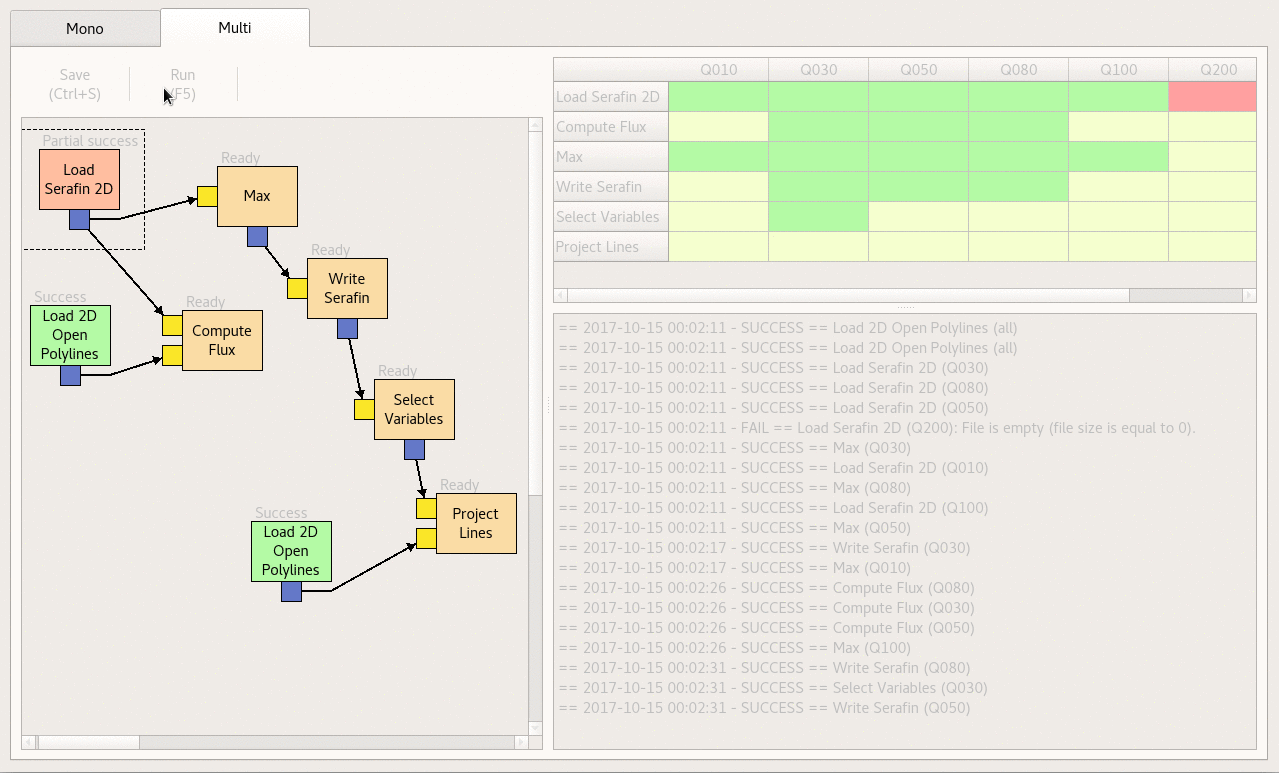 Mono
Multi
Save
(Ctrl+S)
Run
(F5)
Partial success
Load
Serafin 2D
Ready
Max
Ready
Write
Serafin
Success
Load 2D
Open
Polylines
Ready
Compute
Flux
Ready
Select
Variables
Ready
Project
Lines
Success
Load 2D
Open
Polylines
Q010 Q030 Q050 Q080 Q100 Q200
Load Serafin 2D
Compute Flux
Max
Write Serafin
Select Variables
Project Lines
== 2017-10-15 00:02:11 - SUCCESS == Load 2D Open Polylines (all)
== 2017-10-15 00:02:11 - SUCCESS == Load 2D Open Polylines (all)
== 2017-10-15 00:02:11 - SUCCESS == Load Serafin 2D (Q030)
== 2017-10-15 00:02:11 - SUCCESS == Load Serafin 2D (Q080)
== 2017-10-15 00:02:11 - SUCCESS == Load Serafin 2D (Q050)
== 2017-10-15 00:02:11 - FAIL == Load Serafin 2D (Q200): File is empty (file size is equal to 0).
== 2017-10-15 00:02:11 - SUCCESS == Max (Q030)
== 2017-10-15 00:02:11 - SUCCESS == Load Serafin 2D (Q010)
== 2017-10-15 00:02:11 - SUCCESS == Max (Q080)
== 2017-10-15 00:02:11 - SUCCESS == Load Serafin 2D (Q100)
== 2017-10-15 00:02:11 - SUCCESS == Max (Q050)
== 2017-10-15 00:02:17 - SUCCESS == Write Serafin (Q030)
== 2017-10-15 00:02:17 - SUCCESS == Max (Q010)
== 2017-10-15 00:02:26 - SUCCESS == Compute Flux (Q080)
== 2017-10-15 00:02:26 - SUCCESS == Compute Flux (Q030)
== 2017-10-15 00:02:26 - SUCCESS == Compute Flux (Q050)
== 2017-10-15 00:02:26 - SUCCESS == Max (Q100)
== 2017-10-15 00:02:31 - SUCCESS == Write Serafin (Q080)
== 2017-10-15 00:02:31 - SUCCESS == Select Variables (Q030)
== 2017-10-15 00:02:31 - SUCCESS == Write Serafin (Q050)